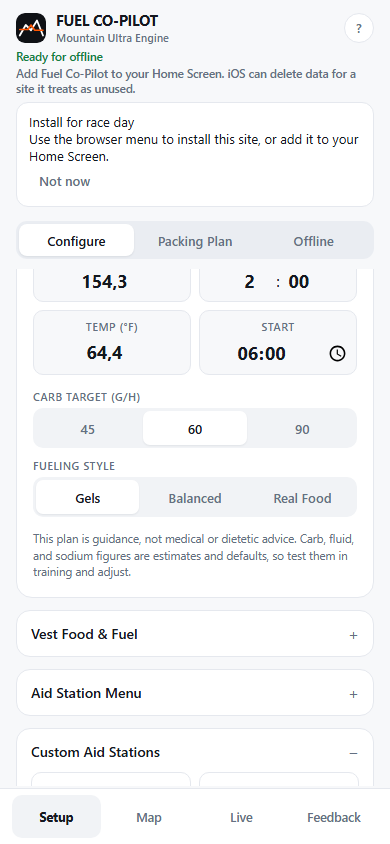 FUEL CO-PILOT
Mountain Ultra Engine
?
Ready for offline
Add Fuel Co-Pilot to your Home Screen. iOS can delete data for a
site it treats as unused.
Install for race day
Use the browser menu to install this site, or add it to your
Home Screen.
Not now
Configure Packing Plan Offline
154,3 2 : 00
TEMP (°F) START
64,4 06:00
CARB TARGET (G/H)
45 60 90
FUELING STYLE
Gels Balanced Real Food
This plan is guidance, not medical or dietetic advice. Carb, fluid,
and sodium figures are estimates and defaults, so test them in
training and adjust.
Vest Food & Fuel +
Aid Station Menu +
Custom Aid Stations –
Setup Map Live Feedback